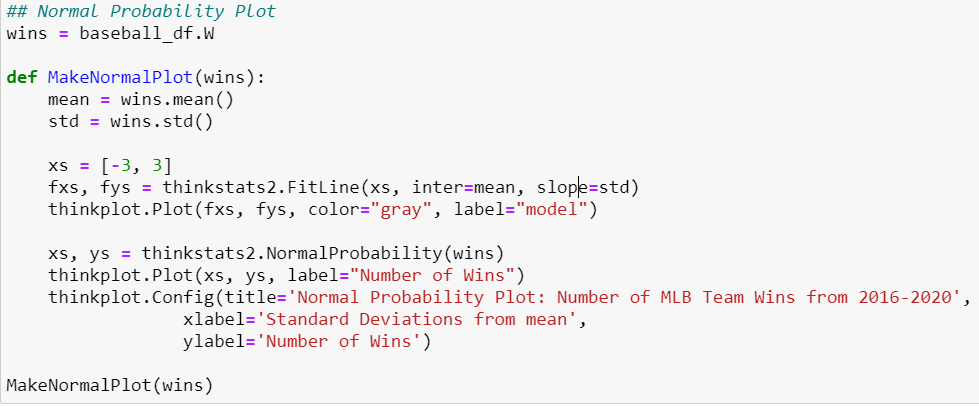 ## Normal Probability Plot
wins = baseball_df.W
def MakeNormalPlot(wins):
    mean = wins.mean()
    std = wins.std()
    xs = [-3, 3]
    fxs, fys = thinkstats2.FitLine(xs, inter=mean, slope=std)
    thinkplot.Plot(fxs, fys, color="gray", label="model")
    xs, ys = thinkstats2.NormalProbability(wins)
    thinkplot.Plot(xs, ys, label="Number of Wins")
    thinkplot.Config(title='Normal Probability Plot: Number of MLB Team Wins from 2016-2020',
                 xlabel='Standard Deviations from mean',
                 ylabel='Number of Wins')
MakeNormalPlot(wins)